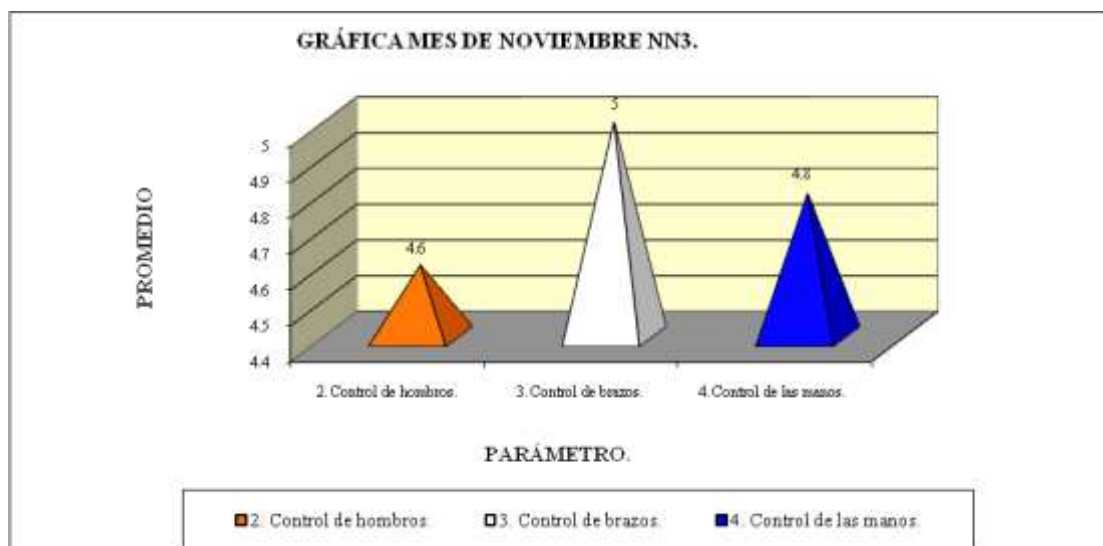 GRÁFICA MES DE NOVIEMBRE NN3.
PROMEDIO
5
4.9
4.8
4.7
4.6
4.5
4.4
4.6
5
4.8
2. Control de hombros.
3. Control de brazos.
4. Control de las manos.
PARÁMETRO.
2. Control de hombros. 3. Control de brazos. 4. Control de las manos.